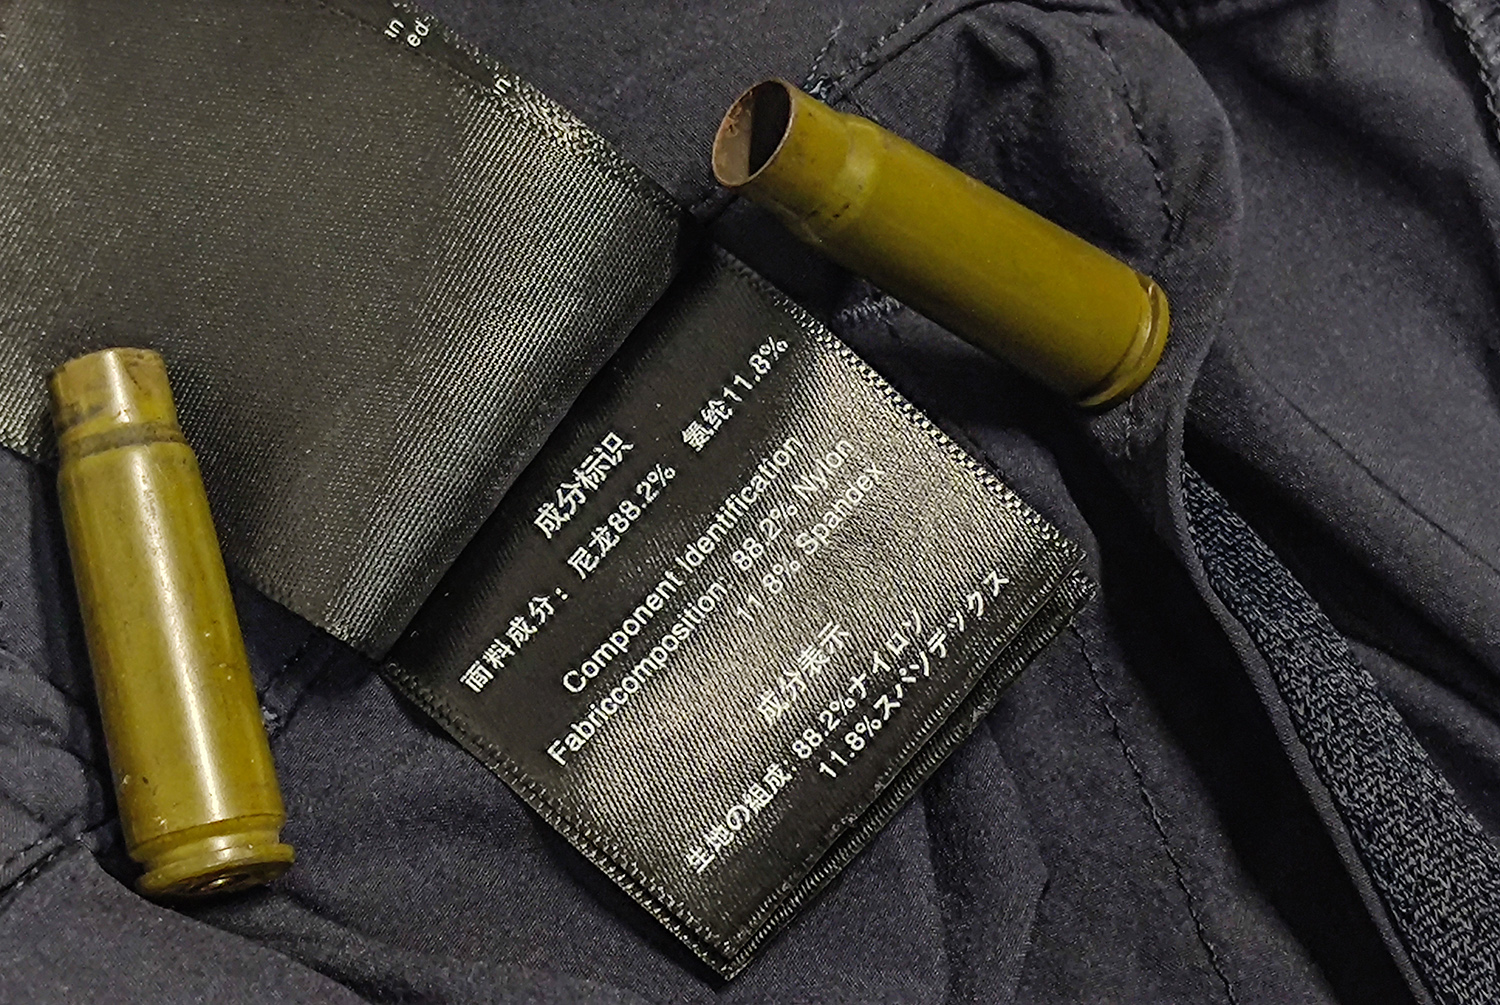 成分标识
面料成分：尼龙88.2% 氨纶11.8%
Component Identification
Fabriccomposition: 88.2% Nylon
11.8% Spandex
成分表示
生地の組成: 88.2%ナイロン
11.8%スパンデックス